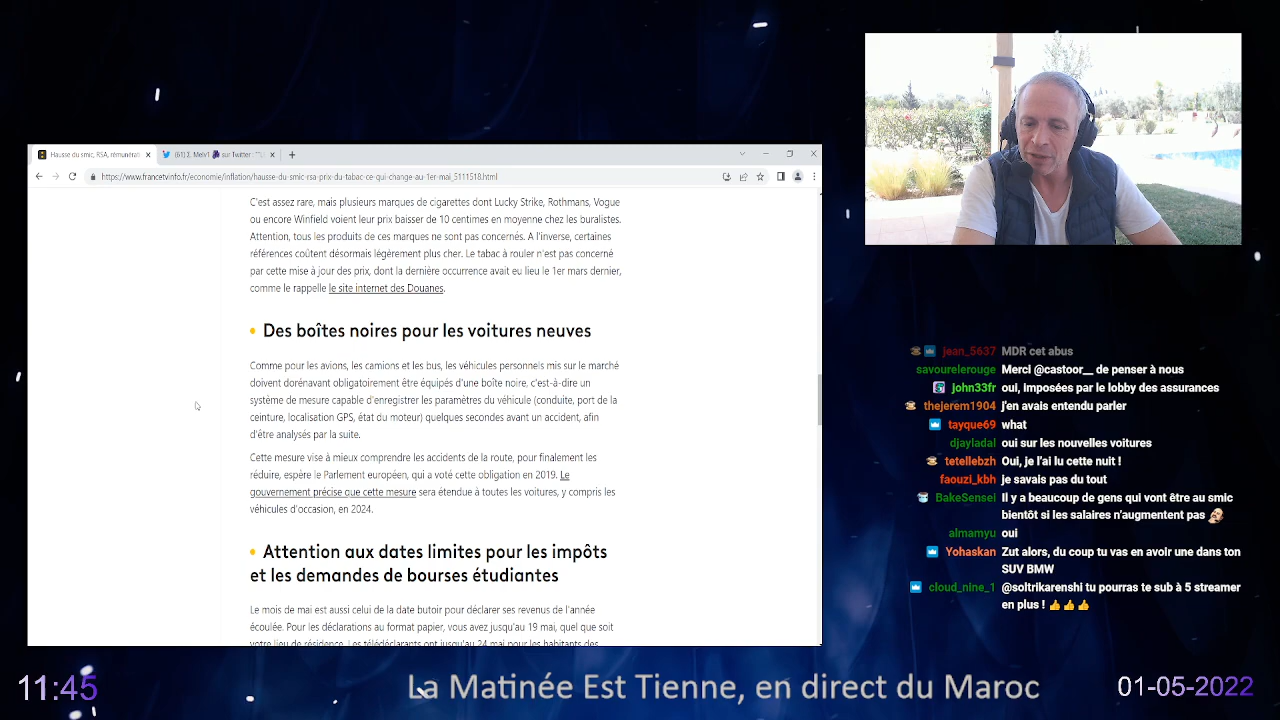 Hausse du smic, RSA, rémunérat
(61) Σ. Melv1
sur Twitter :
https://www.francetvinfo.fr/economie/inflation/hausse-du-smic-rsa-prix-du-tabac-ce-qui-change-au-1er-mai_5111518.html
C'est assez rare, mais plusieurs marques de cigarettes dont Lucky Strike, Rothmans, Vogue
ou encore Winfield voient leur prix baisser de 10 centimes en moyenne chez les buralistes.
Attention, tous les produits de ces marques ne sont pas concernés. A l'inverse, certaines
références coûtent désormais légèrement plus cher. Le tabac à rouler n'est pas concerné
par cette mise à jour des prix, dont la dernière occurrence avait eu lieu le 1er mars dernier,
comme le rappelle le site internet des Douanes.
• Des boîtes noires pour les voitures neuves
Comme pour les avions, les camions et les bus, les véhicules personnels mis sur le marché
doivent dorénavant obligatoirement être équipés d'une boîte noire, c'est-à-dire un
système de mesure capable d'enregistrer les paramètres du véhicule (conduite, port de la
ceinture, localisation GPS, état du moteur) quelques secondes avant un accident, afin
d'être analysés par la suite.
Cette mesure vise à mieux comprendre les accidents de la route, pour finalement les
réduire, espère le Parlement européen, qui a voté cette obligation en 2019. Le
gouvernement précise que cette mesure sera étendue à toutes les voitures, y compris les
véhicules d'occasion, en 2024.
• Attention aux dates limites pour les impôts
et les demandes de bourses étudiantes
Le mois de mai est aussi celui de la date butoir pour déclarer ses revenus de l'année
écoulée. Pour les déclarations au format papier, vous avez jusqu'au 19 mai, quel que soit
votre lieu de résidence. Les télédéclarants ont jusqu'au 24 mai pour les habitants des
jean_5637 MDR cet abus
savourelerouge Merci @castoor__ de penser à nous
john33fr oui, imposées par le lobby des assurances
thejerem1904 j'en avais entendu parler
tayque69 what
djayladal oui sur les nouvelles voitures
tetellebzh Oui, je l'ai lu cette nuit !
faouzi_kbh je savais pas du tout
BakeSensei Il y a beaucoup de gens qui vont être au smic
bientôt si les salaires n'augmentent pas
almamyu oui
Yohaskan Zut alors, du coup tu vas en avoir une dans ton
SUV BMW
cloud_nine_1 @soltrikarenshi tu pourras te sub à 5 streamer
en plus ! 👍👍👍
11:45
La Matinée Est Tienne, en direct du Maroc
01-05-2022